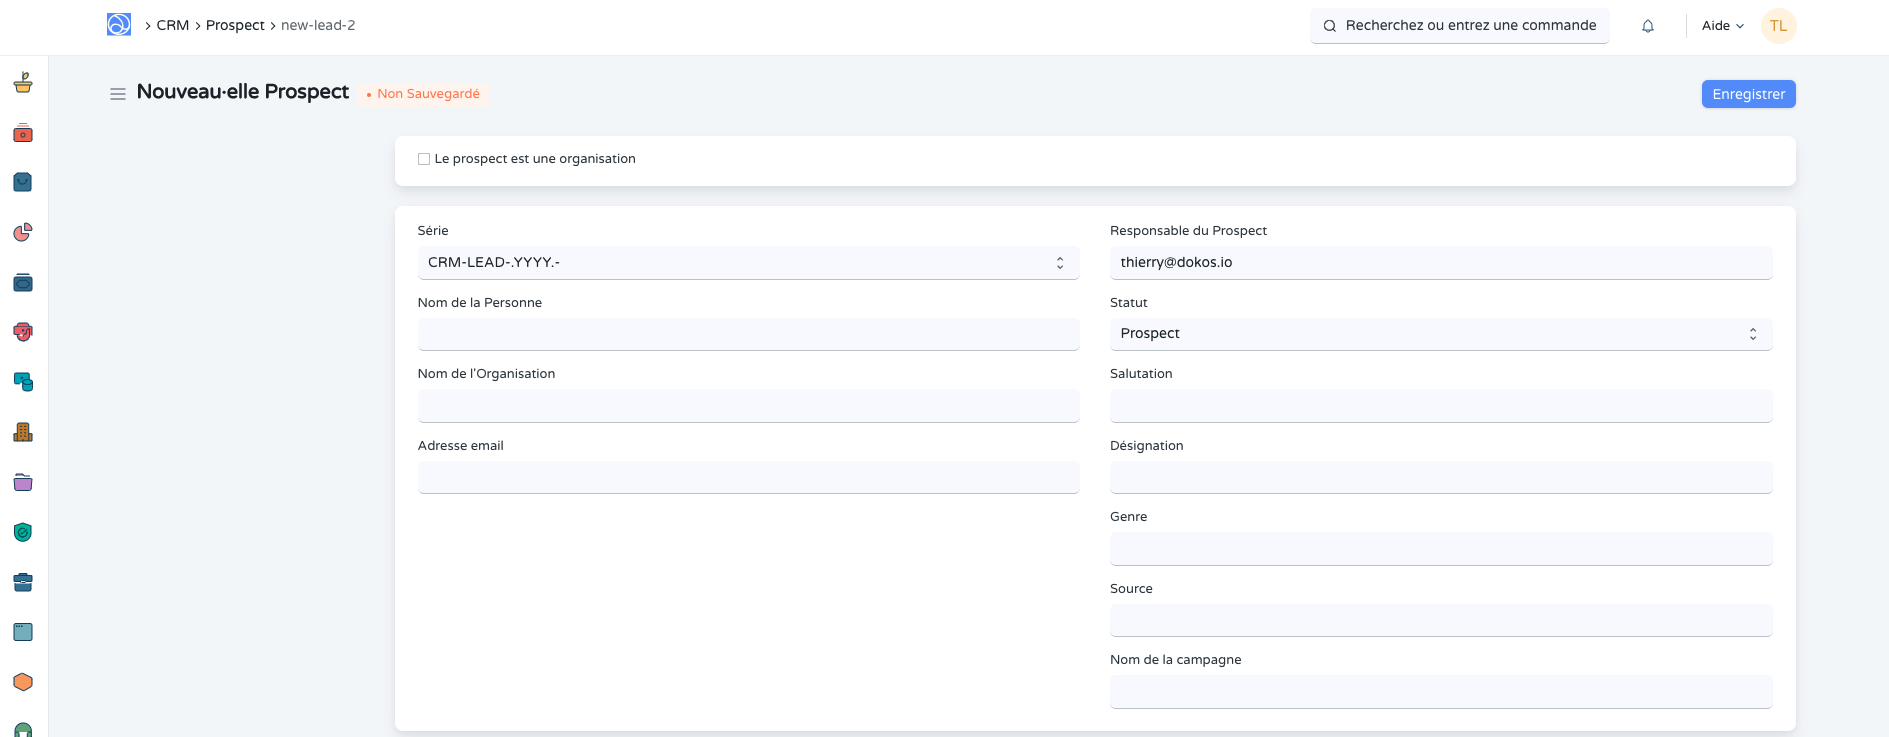 CRM Prospect new-lead-2
Recherchez ou entrez une commande
Aide
TL
Nouveau·elle Prospect
• Non Sauvegardé
Enregistrer
Le prospect est une organisation
Série
CRM-LEAD-.YYYY.-
Nom de la Personne
Nom de l'Organisation
Adresse email
Responsable du Prospect
thierry@dokos.io
Statut
Prospect
Salutation
Désignation
Genre
Source
Nom de la campagne